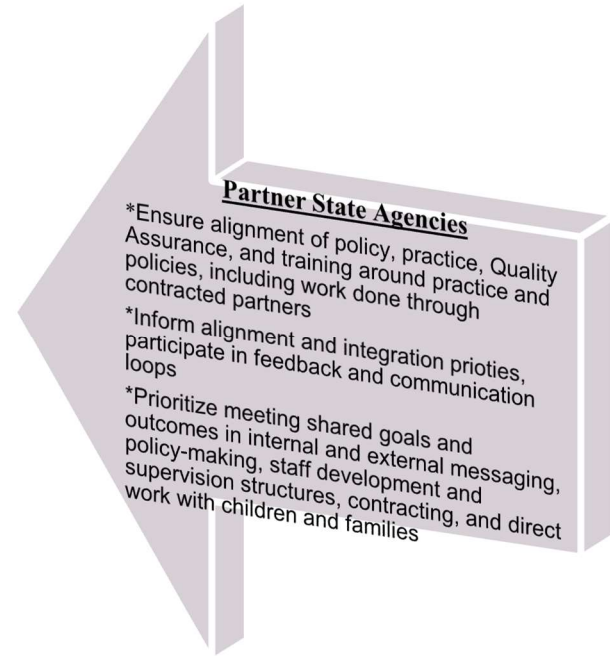 Partner State Agencies
*Ensure alignment of policy, practice, Quality
Assurance, and training around practice and
policies, including work done through
contracted partners
*Inform alignment and integration prioties,
participate in feedback and communication
loops
*Prioritize meeting shared goals and
outcomes in internal and external messaging,
policy-making, staff development and
supervision structures, contracting, and direct
work with children and families